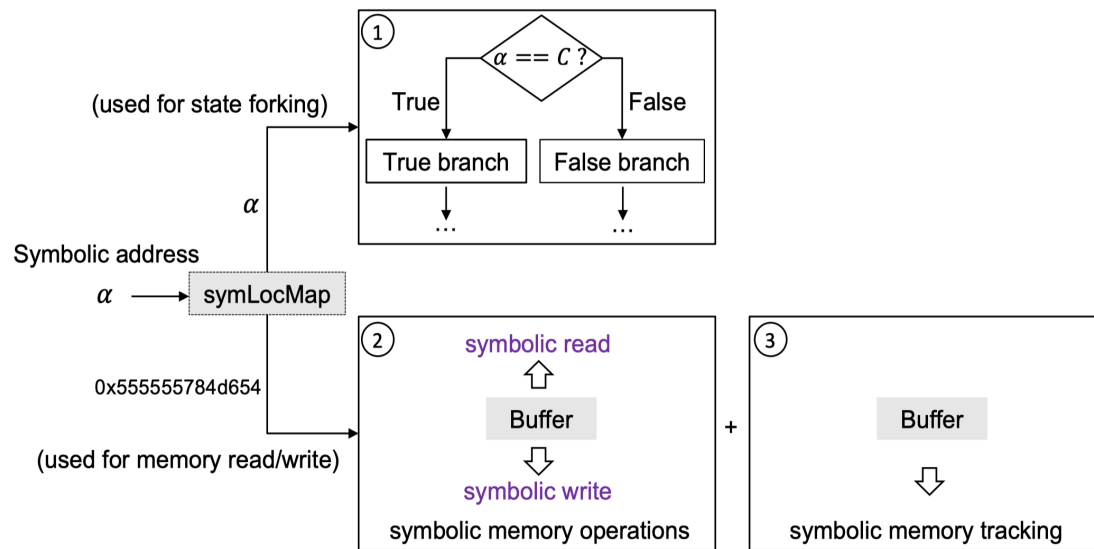 1
α == C ?
True
False
(used for state forking)
True branch
False branch
α
...
...
Symbolic address
α
symLocMap
2
symbolic read
3
0x555555784d654
Buffer
+
Buffer
(used for memory read/write)
symbolic write
symbolic memory operations
symbolic memory tracking